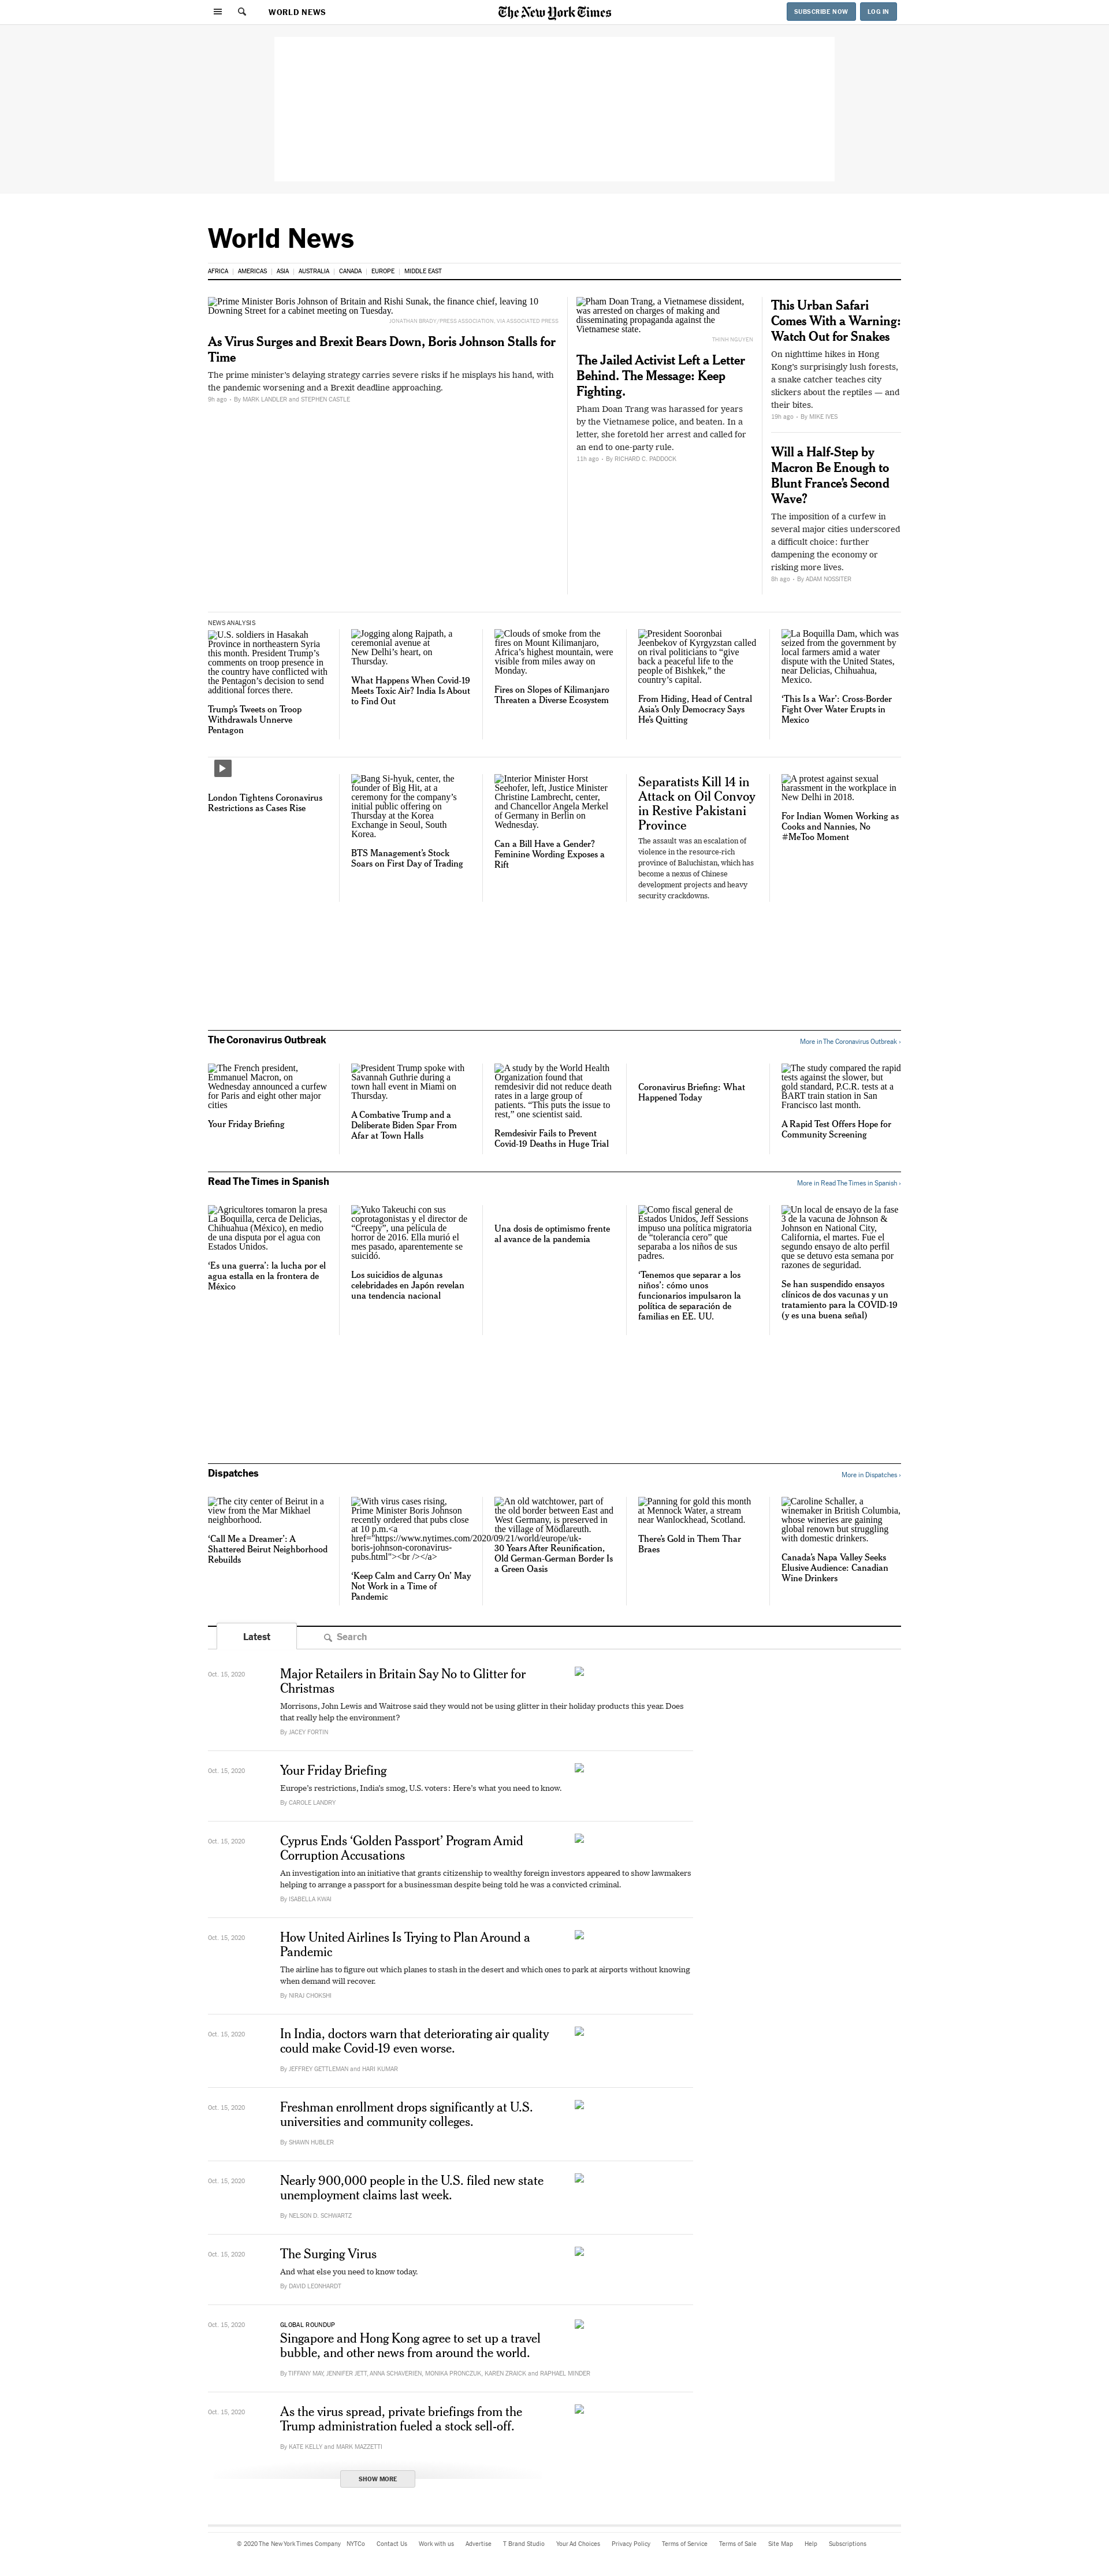 WORLD NEWS
The New York Times
SUBSCRIBE NOW
LOG IN
World News
AFRICA
AMERICAS
ASIA
AUSTRALIA
CANADA
EUROPE
MIDDLE EAST
Prime Minister Boris Johnson of Britain and Rishi Sunak, the finance chief, leaving 10
Downing Street for a cabinet meeting on Tuesday.
JONATHAN BRADY/PRESS ASSOCIATION, VIA ASSOCIATED PRESS
As Virus Surges and Brexit Bears Down, Boris Johnson Stalls for
Time
The prime minister's delaying strategy carries severe risks if he misplays his hand, with
the pandemic worsening and a Brexit deadline approaching.
9h ago - By MARK LANDLER and STEPHEN CASTLE
Pham Doan Trang, a Vietnamese dissident,
was arrested on charges of making and
disseminating propaganda against the
Vietnamese state.
THINH NGUYEN
The Jailed Activist Left a Letter
Behind. The Message: Keep
Fighting.
Pham Doan Trang was harassed for years
by the Vietnamese police, and beaten. In a
letter, she foretold her arrest and called for
an end to one-party rule.
11h ago - By RICHARD C. PADDOCK
This Urban Safari
Comes With a Warning:
Watch Out for Snakes
On nighttime hikes in Hong
Kong's surprisingly lush forests,
a snake catcher teaches city
slickers about the reptiles — and
their bites.
19h ago - By MIKE IVES
Will a Half-Step by
Macron Be Enough to
Blunt France's Second
Wave?
The imposition of a curfew in
several major cities underscored
a difficult choice: further
dampening the economy or
risking more lives.
8h ago - By ADAM NOSSITER
NEWS ANALYSIS
U.S. soldiers in Hasakah
Province in northeastern Syria
this month. President Trump's
comments on troop presence in
the country have conflicted with
the Pentagon's decision to send
additional forces there.
Trump's Tweets on Troop
Withdrawals Unnerve
Pentagon
Jogging along Rajpath, a
ceremonial avenue at
New Delhi's heart, on
Thursday.
What Happens When Covid-19
Meets Toxic Air? India Is About
to Find Out
Clouds of smoke from the
fires on Mount Kilimanjaro,
Africa's highest mountain, were
visible from miles away on
Monday.
Fires on Slopes of Kilimanjaro
Threaten a Diverse Ecosystem
President Sooronbai
Jeenbekov of Kyrgyzstan called
on rival politicians to "give
back a peaceful life to the
people of Bishkek," the
country's capital.
From Hiding, Head of Central
Asia's Only Democracy Says
He's Quitting
La Boquilla Dam, which was
seized from the government by
local farmers amid a water
dispute with the United States,
near Delicias, Chihuahua,
Mexico.
'This Is a War': Cross-Border
Fight Over Water Erupts in
Mexico
London Tightens Coronavirus
Restrictions as Cases Rise
Bang Si-hyuk, center, the
founder of Big Hit, at a
ceremony for the company's
initial public offering on
Thursday at the Korea
Exchange in Seoul, South
Korea.
BTS Management's Stock
Soars on First Day of Trading
Interior Minister Horst
Seehofer, left, Justice Minister
Christine Lambrecht, center,
and Chancellor Angela Merkel
of Germany in Berlin on
Wednesday.
Can a Bill Have a Gender?
Feminine Wording Exposes a
Rift
Separatists Kill 14 in
Attack on Oil Convoy
in Restive Pakistani
Province
The assault was an escalation of
violence in the resource-rich
province of Baluchistan, which has
become a nexus of Chinese
development projects and heavy
security crackdowns.
A protest against sexual
harassment in the workplace in
New Delhi in 2018.
For Indian Women Working as
Cooks and Nannies, No
#MeToo Moment
The Coronavirus Outbreak
More in The Coronavirus Outbreak ›
The French president,
Emmanuel Macron, on
Wednesday announced a curfew
for Paris and eight other major
cities
Your Friday Briefing
President Trump spoke with
Savannah Guthrie during a
town hall event in Miami on
Thursday.
A Combative Trump and a
Deliberate Biden Spar From
Afar at Town Halls
A study by the World Health
Organization found that
remdesivir did not reduce death
rates in a large group of
patients. "This puts the issue to
rest," one scientist said.
Remdesivir Fails to Prevent
Covid-19 Deaths in Huge Trial
Coronavirus Briefing: What
Happened Today
The study compared the rapid
tests against the slower, but
gold standard, P.C.R. tests at a
BART train station in San
Francisco last month.
A Rapid Test Offers Hope for
Community Screening
Read The Times in Spanish
More in Read The Times in Spanish ›
Agricultores tomaron la presa
La Boquilla, cerca de Delicias,
Chihuahua (México), en medio
de una disputa por el agua con
Estados Unidos.
'Es una guerra': la lucha por el
agua estalla en la frontera de
México
Yuko Takeuchi con sus
coprotagonistas y el director de
"Creepy", una película de
horror de 2016. Ella murió el
mes pasado, aparentemente se
suicidó.
Los suicidios de algunas
celebridades en Japón revelan
una tendencia nacional
Una dosis de optimismo frente
al avance de la pandemia
Como fiscal general de
Estados Unidos, Jeff Sessions
impuso una política migratoria
de "tolerancia cero" que
separaba a los niños de sus
padres.
'Tenemos que separar a los
niños': cómo unos
funcionarios impulsaron la
política de separación de
familias en EE. UU.
Un local de ensayo de la fase
3 de la vacuna de Johnson &
Johnson en National City,
California, el martes. Fue el
segundo ensayo de alto perfil
que se detuvo esta semana por
razones de seguridad.
Se han suspendido ensayos
clínicos de dos vacunas y un
tratamiento para la COVID-19
(y es una buena señal)
Dispatches
More in Dispatches ›
The city center of Beirut in a
view from the Mar Mikhael
neighborhood.
'Call Me a Dreamer': A
Shattered Beirut Neighborhood
Rebuilds
With virus cases rising,
Prime Minister Boris Johnson
recently ordered that pubs close
at 10 p.m.<a
href="https://www.nytimes.com/2020/09/21/world/europe/uk-
boris-johnson-coronavirus-
pubs.html"><br /></a>
'Keep Calm and Carry On' May
Not Work in a Time of
Pandemic
An old watchtower, part of
the old border between East and
West Germany, is preserved in
the village of Mödlareuth.
30 Years After Reunification,
Old German-German Border Is
a Green Oasis
Panning for gold this month
at Mennock Water, a stream
near Wanlockhead, Scotland.
There's Gold in Them Thar
Braes
Caroline Schaller, a
winemaker in British Columbia,
whose wineries are gaining
global renown but struggling
with domestic drinkers.
Canada's Napa Valley Seeks
Elusive Audience: Canadian
Wine Drinkers
Latest
Search
Oct. 15, 2020
Major Retailers in Britain Say No to Glitter for
Christmas
Morrisons, John Lewis and Waitrose said they would not be using glitter in their holiday products this year. Does
that really help the environment?
By JACEY FORTIN
Oct. 15, 2020
Your Friday Briefing
Europe's restrictions, India's smog, U.S. voters: Here's what you need to know.
By CAROLE LANDRY
Oct. 15, 2020
Cyprus Ends 'Golden Passport' Program Amid
Corruption Accusations
An investigation into an initiative that grants citizenship to wealthy foreign investors appeared to show lawmakers
helping to arrange a passport for a businessman despite being told he was a convicted criminal.
By ISABELLA KWAI
Oct. 15, 2020
How United Airlines Is Trying to Plan Around a
Pandemic
The airline has to figure out which planes to stash in the desert and which ones to park at airports without knowing
when demand will recover.
By NIRAJ CHOKSHI
Oct. 15, 2020
In India, doctors warn that deteriorating air quality
could make Covid-19 even worse.
By JEFFREY GETTLEMAN and HARI KUMAR
Oct. 15, 2020
Freshman enrollment drops significantly at U.S.
universities and community colleges.
By SHAWN HUBLER
Oct. 15, 2020
Nearly 900,000 people in the U.S. filed new state
unemployment claims last week.
By NELSON D. SCHWARTZ
Oct. 15, 2020
The Surging Virus
And what else you need to know today.
By DAVID LEONHARDT
Oct. 15, 2020
GLOBAL ROUNDUP
Singapore and Hong Kong agree to set up a travel
bubble, and other news from around the world.
By TIFFANY MAY, JENNIFER JETT, ANNA SCHAVERIEN, MONIKA PRONCZUK, KAREN ZRAICK and RAPHAEL MINDER
Oct. 15, 2020
As the virus spread, private briefings from the
Trump administration fueled a stock sell-off.
By KATE KELLY and MARK MAZZETTI
SHOW MORE
© 2020 The New York Times Company
NYTCo
Contact Us
Work with us
Advertise
T Brand Studio
Your Ad Choices
Privacy Policy
Terms of Service
Terms of Sale
Site Map
Help
Subscriptions